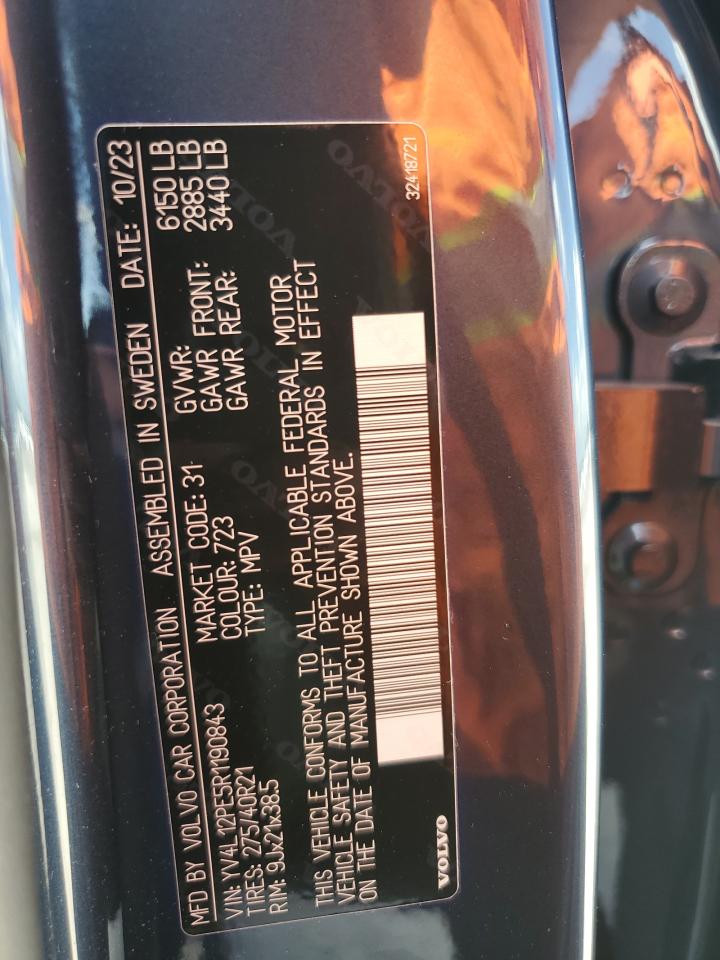 MFD BY VOLVO CAR CORPORATION ASSEMBLED IN SWEDEN DATE: 10/23
VIN: YV4L12PE5R1190843 MARKET CODE: 31 GVWR: 6150 LB
TIRES: 275/40R21 COLOUR: 723 GAWR FRONT: 2885 LB
RIM: 9Jx21x38.5 TYPE: MPV GAWR REAR: 3440 LB
THIS VEHICLE CONFORMS TO ALL APPLICABLE FEDERAL MOTOR
VEHICLE SAFETY AND THEFT PREVENTION STANDARDS IN EFFECT
ON THE DATE OF MANUFACTURE SHOWN ABOVE.
VOLVO 32418721